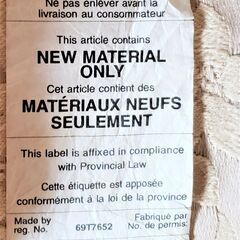 Ne pas enlever avant la
livraison au consommateur
This article contains
NEW MATERIAL
ONLY
Cet article contient des
MATÉRIAUX NEUFS
SEULEMENT
This label is affixed in compliance
with Provincial Law
Cette étiquette est apposée
conformément à la loi de la province
Made by Fabriqué par
reg. No. 69T7652 No. de permis: